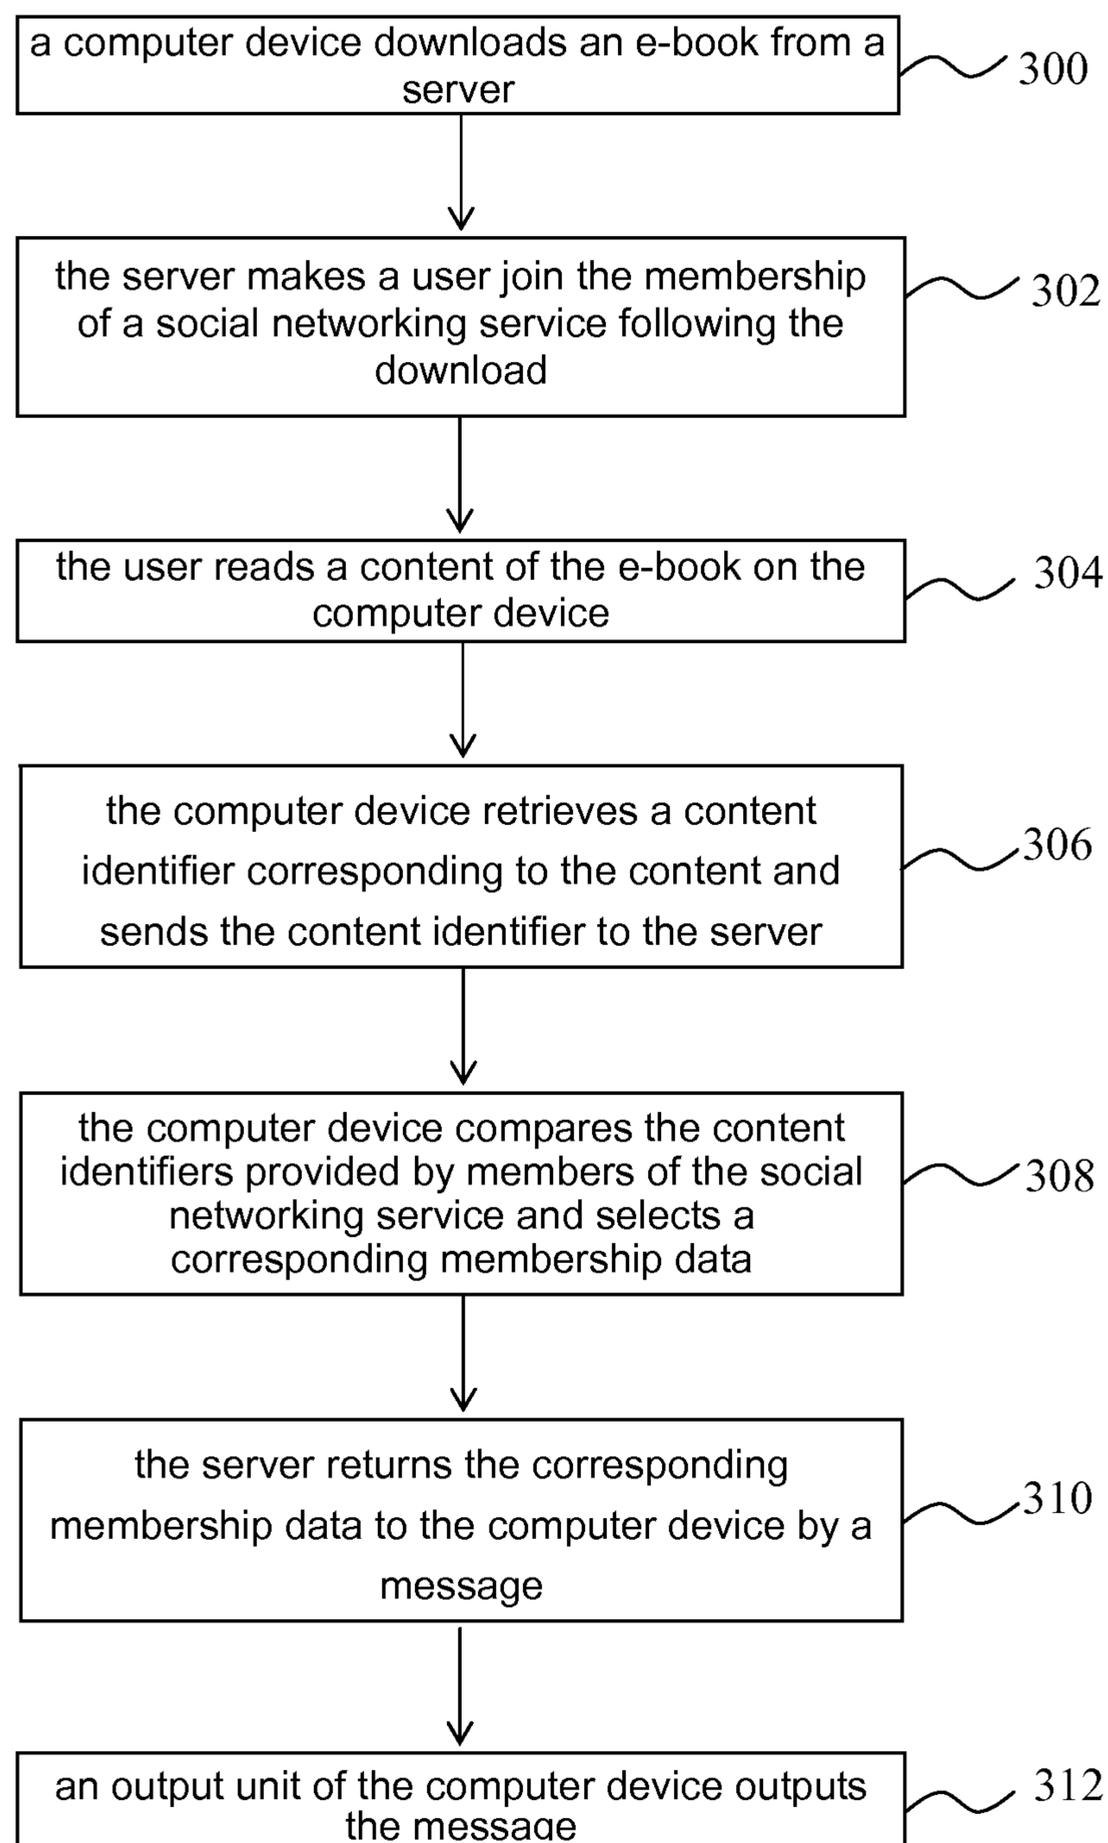 a computer device downloads an e-book from a
server
300
the server makes a user join the membership
of a social networking service following the
download
302
the user reads a content of the e-book on the
computer device
304
the computer device retrieves a content
identifier corresponding to the content and
sends the content identifier to the server
306
the computer device compares the content
identifiers provided by members of the social
networking service and selects a
corresponding membership data
308
the server returns the corresponding
membership data to the computer device by a
message
310
an output unit of the computer device outputs
the message
312